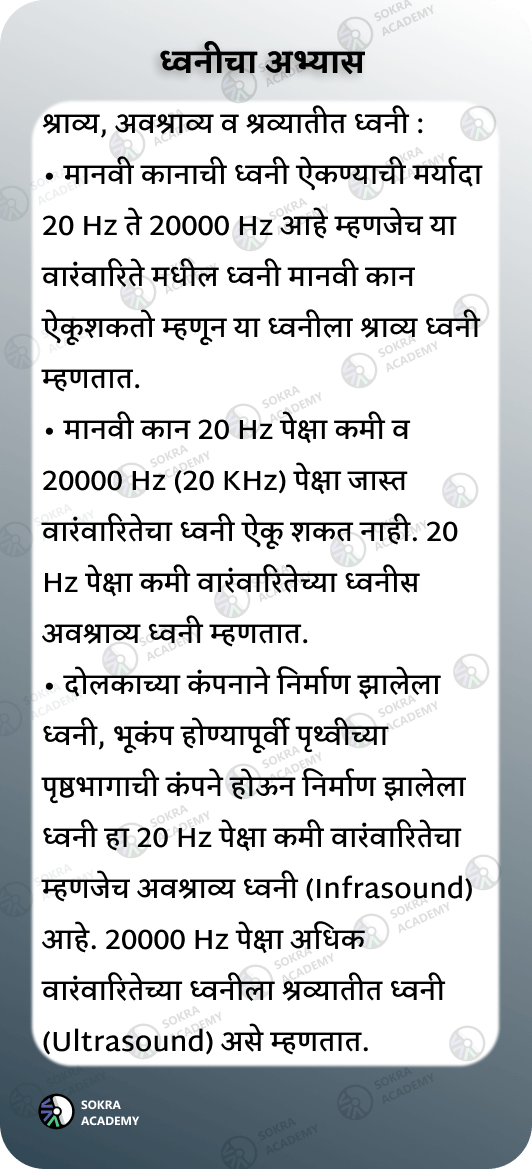 ध्वनीचा अभ्यास
श्राव्य, अवश्राव्य व श्रव्यातीत ध्वनी :
• मानवी कानाची ध्वनी ऐकण्याची मर्यादा
20 Hz ते 20000 Hz आहे म्हणजेच या
वारंवारिते मधील ध्वनी मानवी कान
ऐकूशकतो म्हणून या ध्वनीला श्राव्य ध्वनी
म्हणतात.
• मानवी कान 20 Hz पेक्षा कमी व
20000 Hz (20 KHz) पेक्षा जास्त
वारंवारितेचा ध्वनी ऐकू शकत नाही. 20
Hz पेक्षा कमी वारंवारितेच्या ध्वनीस
अवश्राव्य ध्वनी म्हणतात.
• दोलकाच्या कंपनाने निर्माण झालेला
ध्वनी, भूकंप होण्यापूर्वी पृथ्वीच्या
पृष्ठभागाची कंपने होऊन निर्माण झालेला
ध्वनी हा 20 Hz पेक्षा कमी वारंवारितेचा
म्हणजेच अवश्राव्य ध्वनी (Infrasound)
आहे. 20000 Hz पेक्षा अधिक
वारंवारितेच्या ध्वनीला श्रव्यातीत ध्वनी
(Ultrasound) असे म्हणतात.
SOKRA
ACADEMY